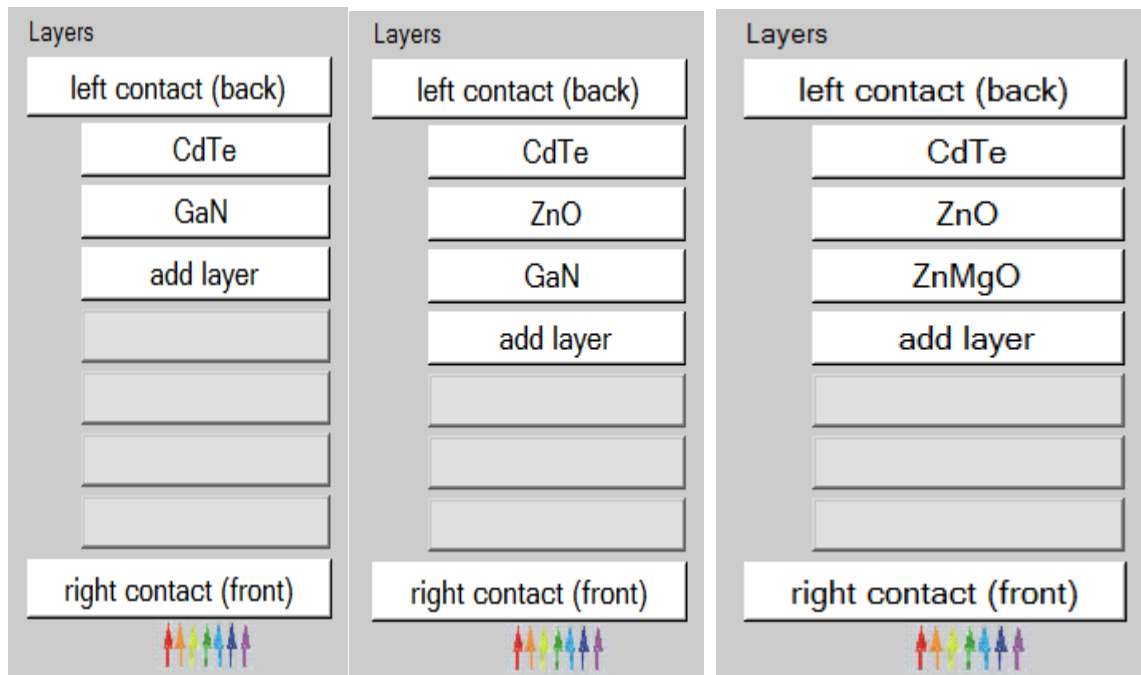 Layers
left contact (back)
CdTe
GaN
add layer
right contact (front)
Layers
left contact (back)
CdTe
ZnO
GaN
add layer
right contact (front)
Layers
left contact (back)
CdTe
ZnO
ZnMgO
add layer
right contact (front)